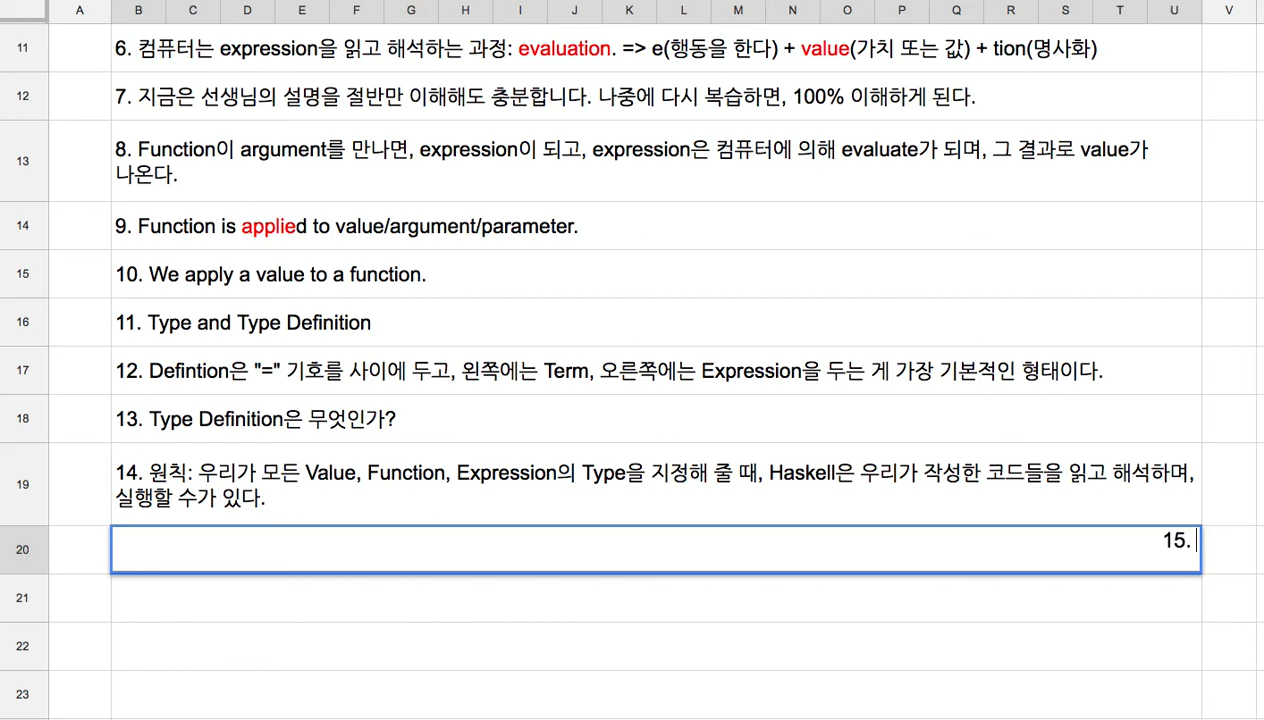 A B C D E F G H I J K L M N O P Q R S T U V
11 6. 컴퓨터는 expression을 읽고 해석하는 과정: evaluation. => e(행동을 한다) + value(가치 또는 값) + tion(명사화)
12 7. 지금은 선생님의 설명을 절반만 이해해도 충분합니다. 나중에 다시 복습하면, 100% 이해하게 된다.
13 8. Function이 argument를 만나면, expression이 되고, expression은 컴퓨터에 의해 evaluate가 되며, 그 결과로 value가
나온다.
14 9. Function is applied to value/argument/parameter.
15 10. We apply a value to a function.
16 11. Type and Type Definition
17 12. Defintion은 "=" 기호를 사이에 두고, 왼쪽에는 Term, 오른쪽에는 Expression을 두는 게 가장 기본적인 형태이다.
18 13. Type Definition은 무엇인가?
19 14. 원칙: 우리가 모든 Value, Function, Expression의 Type을 지정해 줄 때, Haskell은 우리가 작성한 코드들을 읽고 해석하며,
실행할 수가 있다.
20 15.
21
22
23